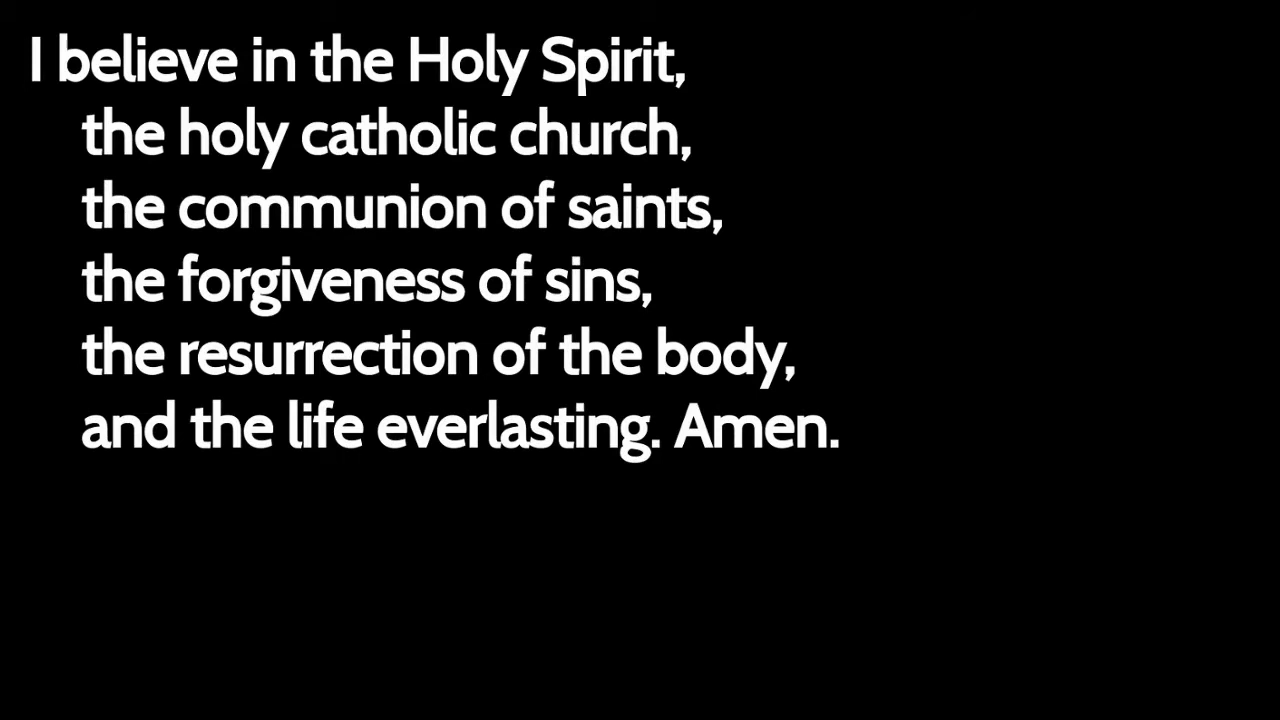 I believe in the Holy Spirit,
the holy catholic church,
the communion of saints,
the forgiveness of sins,
the resurrection of the body,
and the life everlasting. Amen.